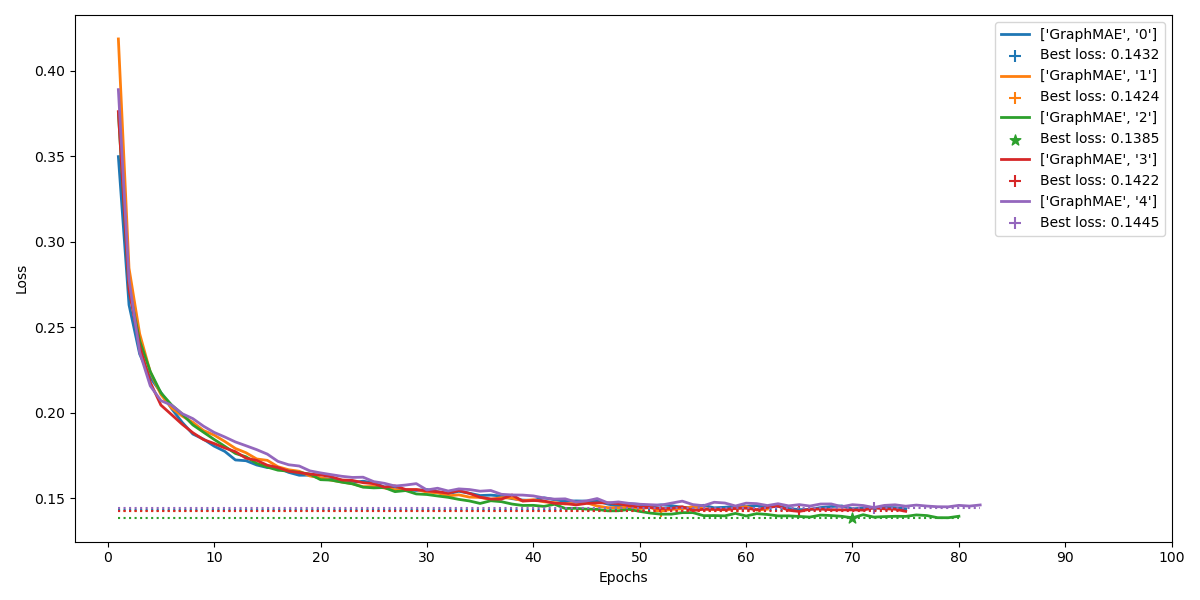 ['GraphMAE', '0']
Best loss: 0.1432
['GraphMAE', '1']
Best loss: 0.1424
['GraphMAE', '2']
Best loss: 0.1385
['GraphMAE', '3']
Best loss: 0.1422
['GraphMAE', '4']
Best loss: 0.1445
0.40
0.35
0.30
0.25
0.20
0.15
Loss
0 10 20 30 40 50 60 70 80 90 100
Epochs